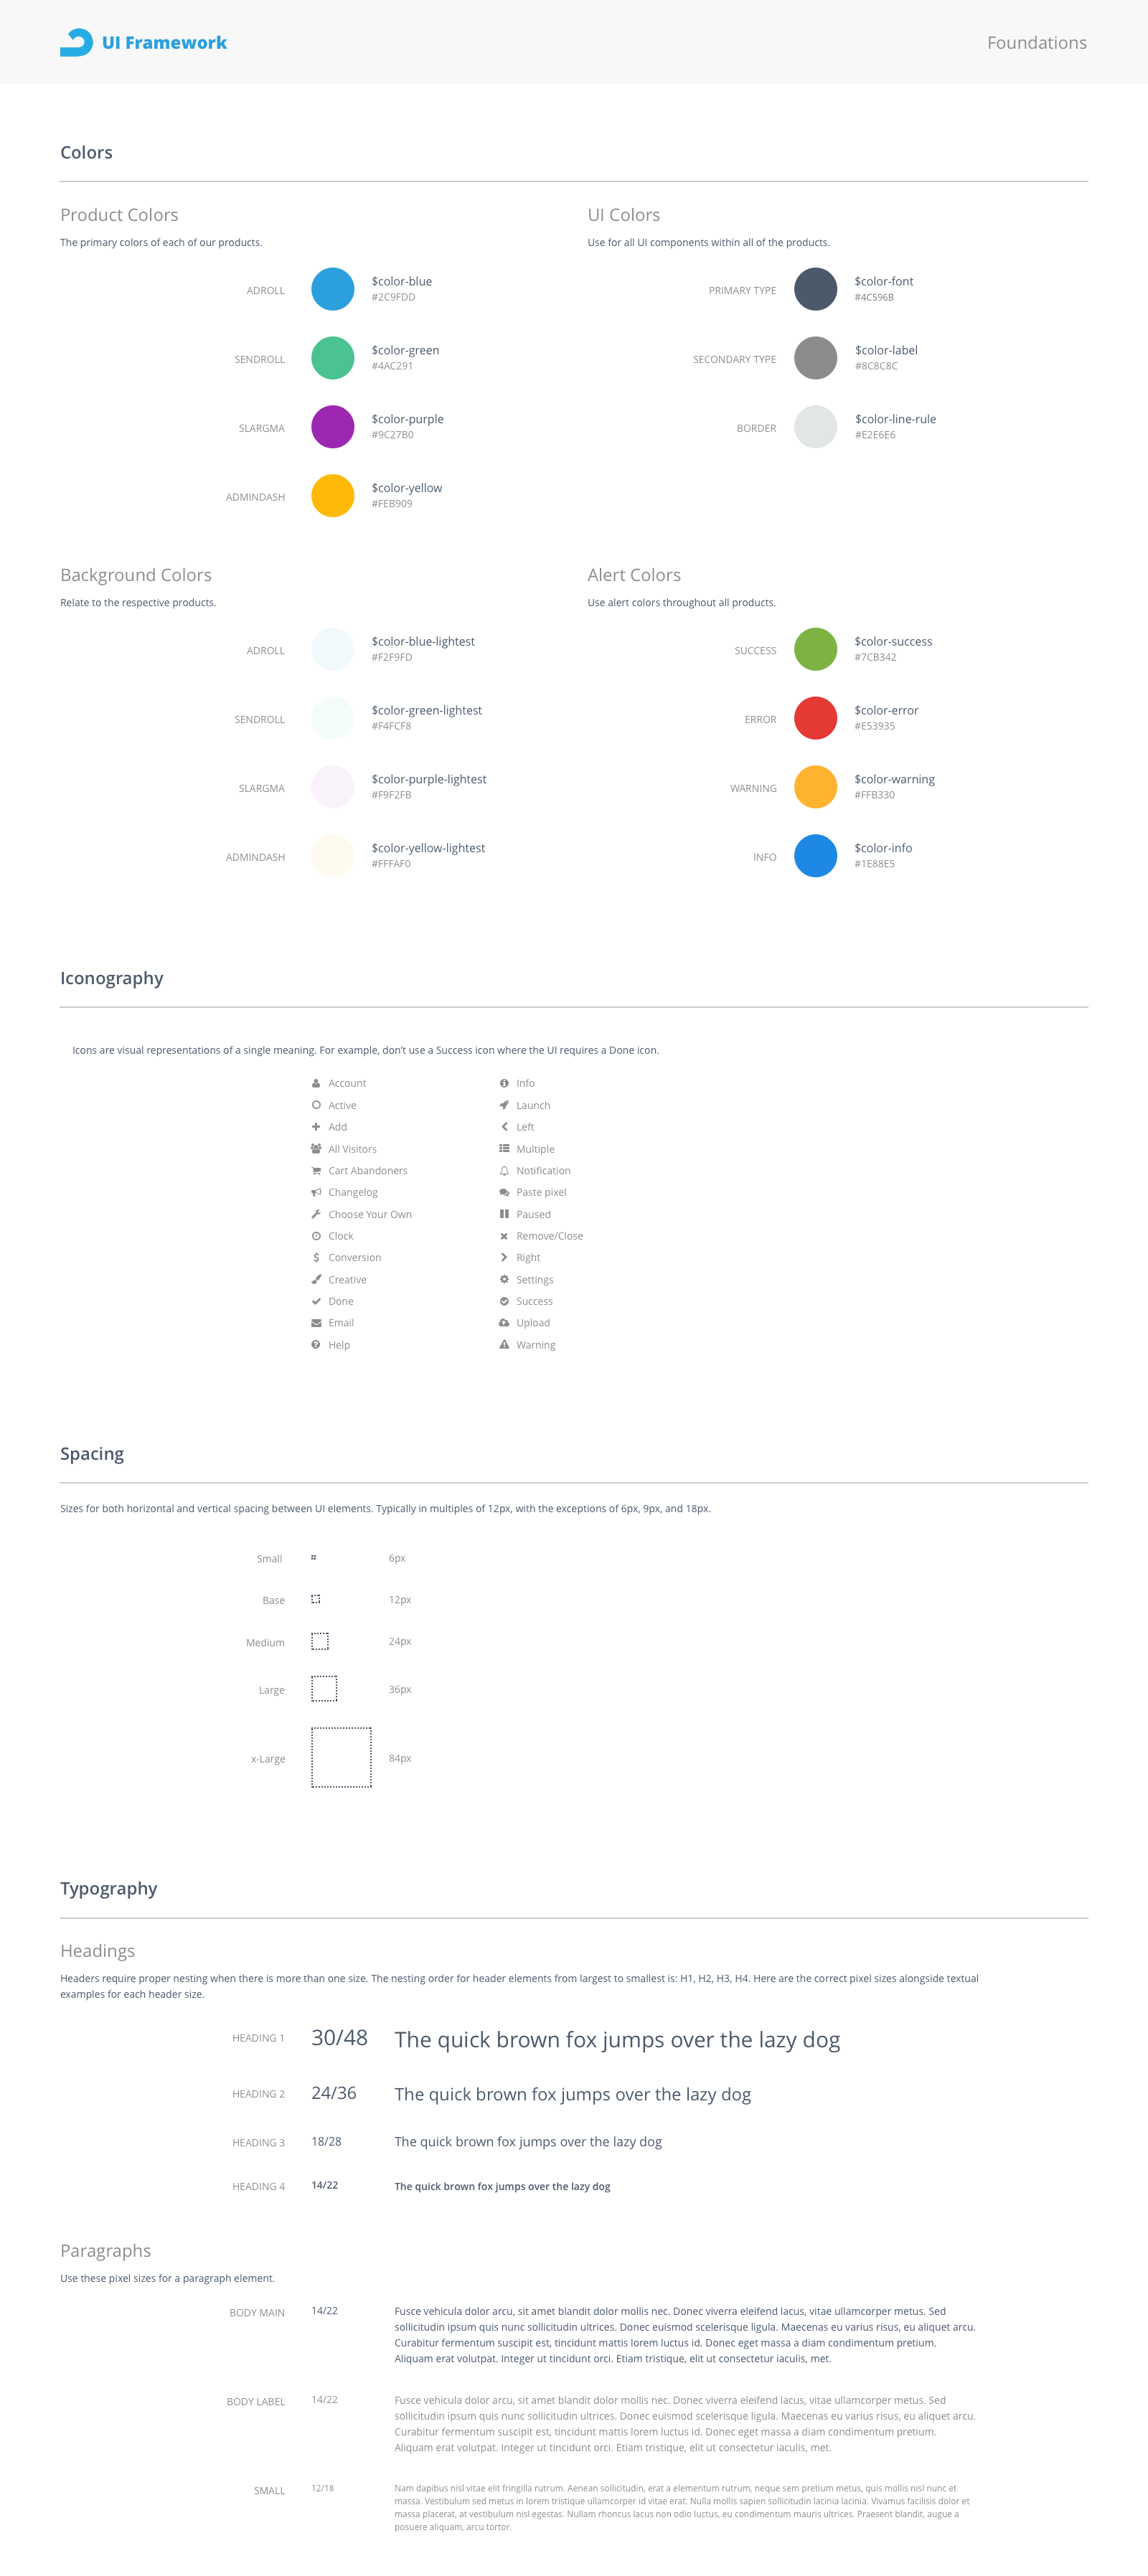 UI Framework
Foundations
Colors
Product Colors
The primary colors of each of our products.
ADROLL
$color-blue
#2C9FDD
SENDROLL
$color-green
#4AC291
SLARGMA
$color-purple
#9C27B0
ADMINDASH
$color-yellow
#FEB909
UI Colors
Use for all UI components within all of the products.
PRIMARY TYPE
$color-font
#4C596B
SECONDARY TYPE
$color-label
#8C8C8C
BORDER
$color-line-rule
#E2E6E6
Background Colors
Relate to the respective products.
ADROLL
$color-blue-lightest
#F2F9FD
SENDROLL
$color-green-lightest
#F4FCF8
SLARGMA
$color-purple-lightest
#F9F2FB
ADMINDASH
$color-yellow-lightest
#FFFAF0
Alert Colors
Use alert colors throughout all products.
SUCCESS
$color-success
#7CB342
ERROR
$color-error
#E53935
WARNING
$color-warning
#FFB330
INFO
$color-info
#1E88E5
Iconography
Icons are visual representations of a single meaning. For example, don't use a Success icon where the UI requires a Done icon.
Account
Active
Add
All Visitors
Cart Abandoners
Changelog
Choose Your Own
Clock
Conversion
Creative
Done
Email
Help
Info
Launch
Left
Multiple
Notification
Paste pixel
Paused
Remove/Close
Right
Settings
Success
Upload
Warning
Spacing
Sizes for both horizontal and vertical spacing between UI elements. Typically in multiples of 12px, with the exceptions of 6px, 9px, and 18px.
Small 6px
Base 12px
Medium 24px
Large 36px
x-Large 84px
Typography
Headings
Headers require proper nesting when there is more than one size. The nesting order for header elements from largest to smallest is: H1, H2, H3, H4. Here are the correct pixel sizes alongside textual
examples for each header size.
HEADING 1 30/48 The quick brown fox jumps over the lazy dog
HEADING 2 24/36 The quick brown fox jumps over the lazy dog
HEADING 3 18/28 The quick brown fox jumps over the lazy dog
HEADING 4 14/22 The quick brown fox jumps over the lazy dog
Paragraphs
Use these pixel sizes for a paragraph element.
BODY MAIN 14/22 Fusce vehicula dolor arcu, sit amet blandit dolor mollis nec. Donec viverra eleifend lacus, vitae ullamcorper metus. Sed
sollicitudin ipsum quis nunc sollicitudin ultrices. Donec euismod scelerisque ligula. Maecenas eu varius risus, eu aliquet arcu.
Curabitur fermentum suscipit est, tincidunt mattis lorem luctus id. Donec eget massa a diam condimentum pretium.
Aliquam erat volutpat. Integer ut tincidunt orci. Etiam tristique, elit ut consectetur iaculis, met.
BODY LABEL 14/22 Fusce vehicula dolor arcu, sit amet blandit dolor mollis nec. Donec viverra eleifend lacus, vitae ullamcorper metus. Sed
sollicitudin ipsum quis nunc sollicitudin ultrices. Donec euismod scelerisque ligula. Maecenas eu varius risus, eu aliquet arcu.
Curabitur fermentum suscipit est, tincidunt mattis lorem luctus id. Donec eget massa a diam condimentum pretium.
Aliquam erat volutpat. Integer ut tincidunt orci. Etiam tristique, elit ut consectetur iaculis, met.
SMALL 12/18 Nam dapibus nisl vitae elit fringilla rutrum. Aenean sollicitudin, erat a elementum rutrum, neque sem pretium metus, quis mollis nisl nunc et
massa. Vestibulum sed metus in lorem tristique ullamcorper id vitae erat. Nulla mollis sapien sollicitudin lacinia lacinia. Vivamus facilisis dolor et
massa placerat, at vestibulum nisl egestas. Nullam rhoncus lacus non odio luctus, eu condimentum mauris ultrices. Praesent blandit, augue a
posuere aliquam, arcu tortor.